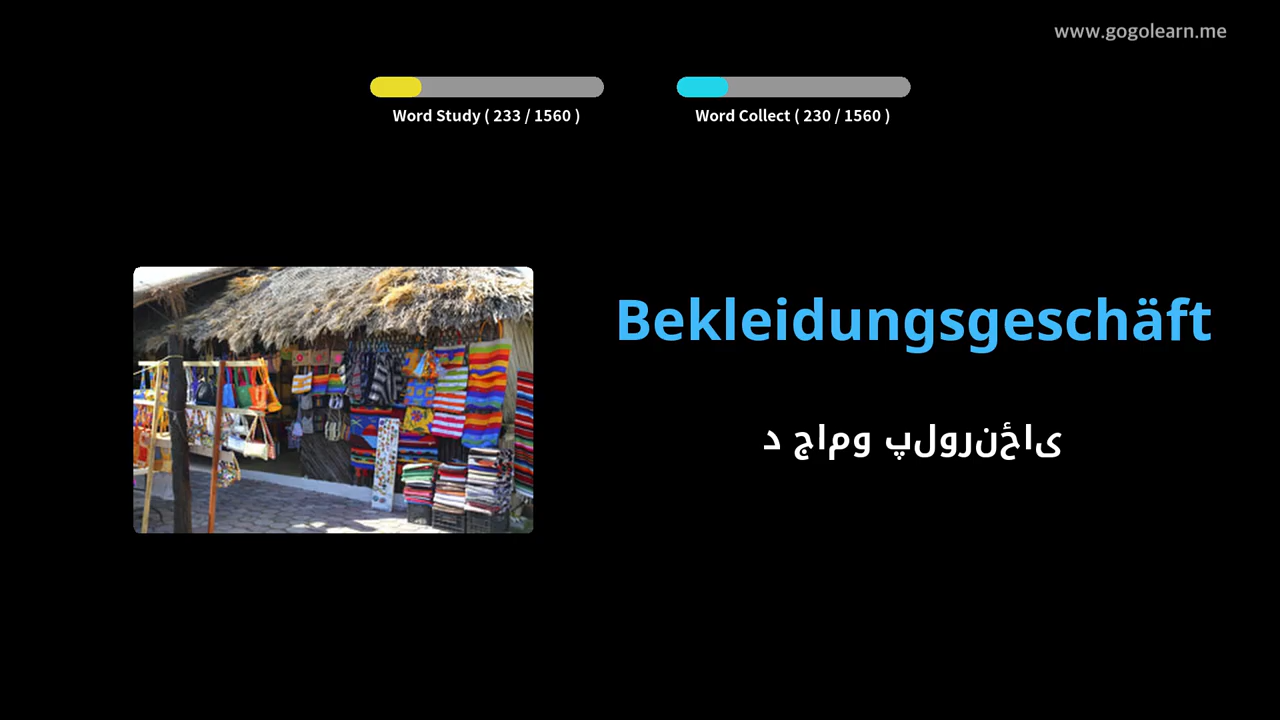 www.gogolearn.me
Word Study ( 233 / 1560 )
Word Collect ( 230 / 1560 )
Bekleidungsgeschäft
د جامو پلورنځای